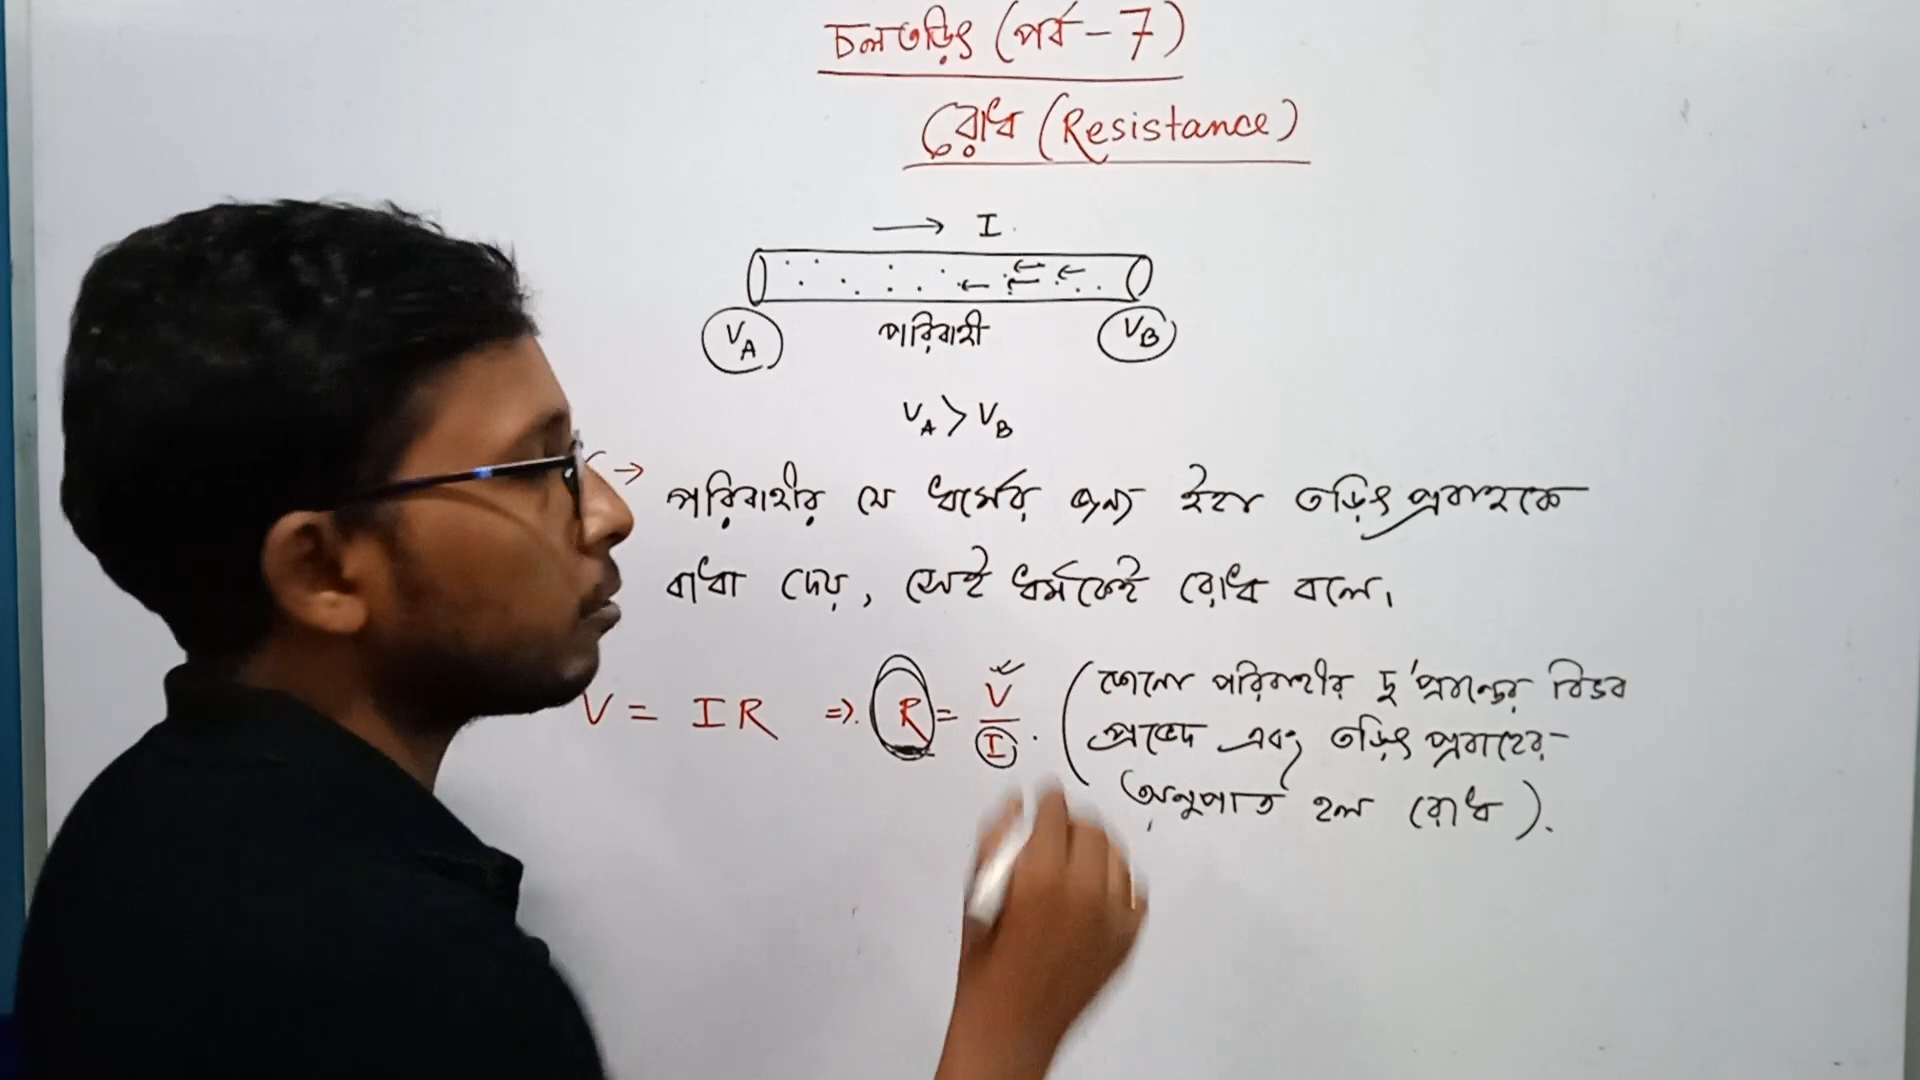 চলতড়িৎ (পর্ব - 7)
রোধ (Resistance)
→ I
V_A পরিবাহী V_B
V_A > V_B
→ পরিবাহীর যে ধর্মের জন্য ইহা তড়িৎ প্রবাহকে
বাধা দেয়, সেই ধর্মকেই রোধ বলে।
V = IR ⇒ R = V/I . (কোনো পরিবাহীর দু'প্রান্তের বিভব
প্রভেদ এবং তড়িৎ প্রবাহের
অনুপাত হল রোধ).